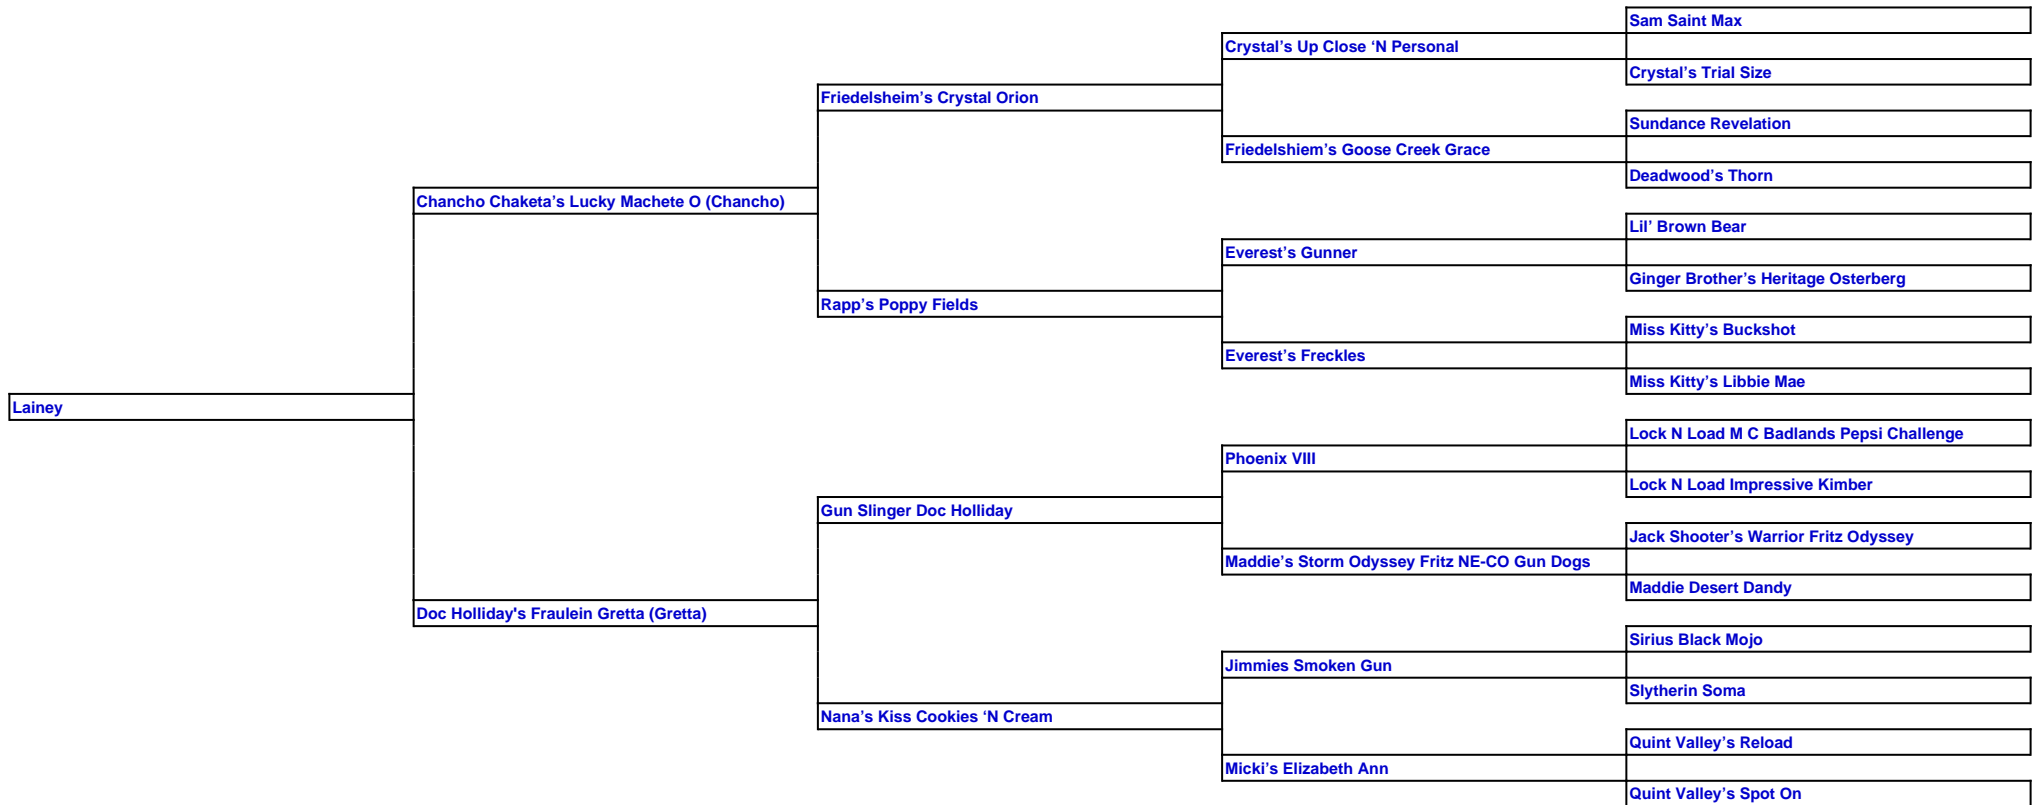 Sam Saint Max
Crystal’s Up Close ‘N Personal
Crystal’s Trial Size
Friedelsheim’s Crystal Orion
Sundance Revelation
Friedelshiem’s Goose Creek Grace
Deadwood’s Thorn
Chancho Chaketa’s Lucky Machete O (Chancho)
Lil’ Brown Bear
Everest’s Gunner
Ginger Brother’s Heritage Osterberg
Rapp’s Poppy Fields
Miss Kitty’s Buckshot
Everest’s Freckles
Miss Kitty’s Libbie Mae
Lainey
Lock N Load M C Badlands Pepsi Challenge
Phoenix VIII
Lock N Load Impressive Kimber
Gun Slinger Doc Holliday
Jack Shooter’s Warrior Fritz Odyssey
Maddie’s Storm Odyssey Fritz NE-CO Gun Dogs
Maddie Desert Dandy
Doc Holliday's Fraulein Gretta (Gretta)
Sirius Black Mojo
Jimmies Smoken Gun
Slytherin Soma
Nana’s Kiss Cookies ‘N Cream
Quint Valley’s Reload
Micki’s Elizabeth Ann
Quint Valley’s Spot On